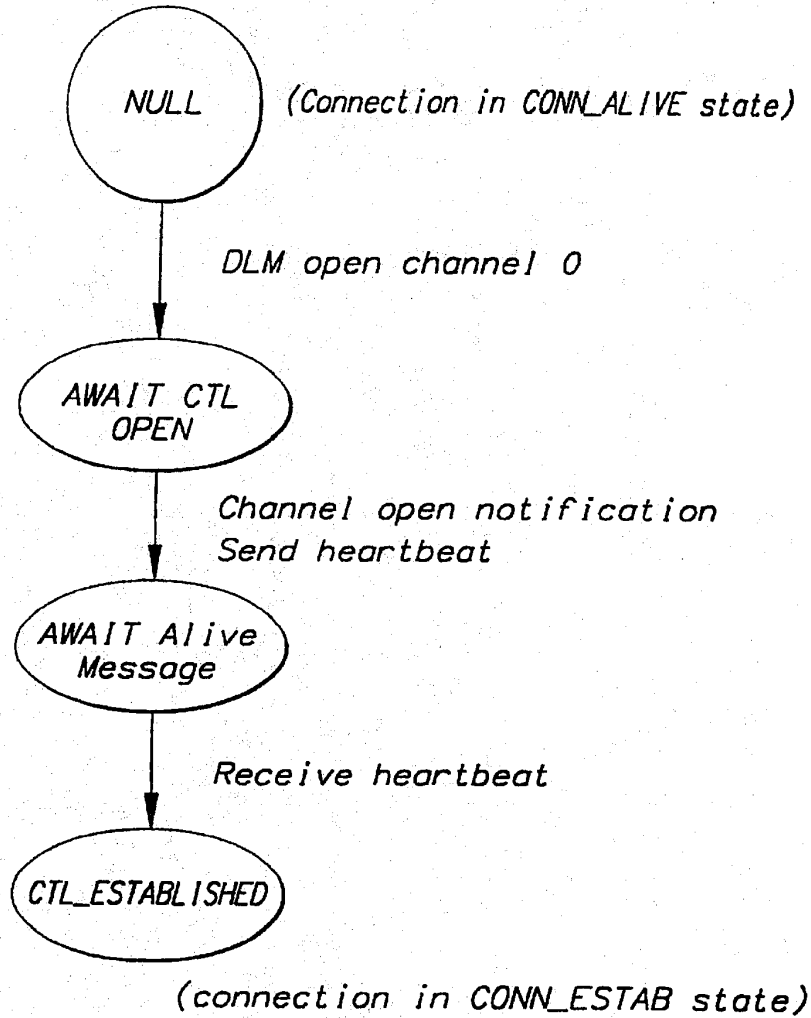 NULL
(Connection in CONN_ALIVE state)
DLM open channel 0
AWAIT CTL
OPEN
Channel open notification
Send heartbeat
AWAIT Alive
Message
Receive heartbeat
CTL_ESTABLISHED
(connection in CONN_ESTAB state)